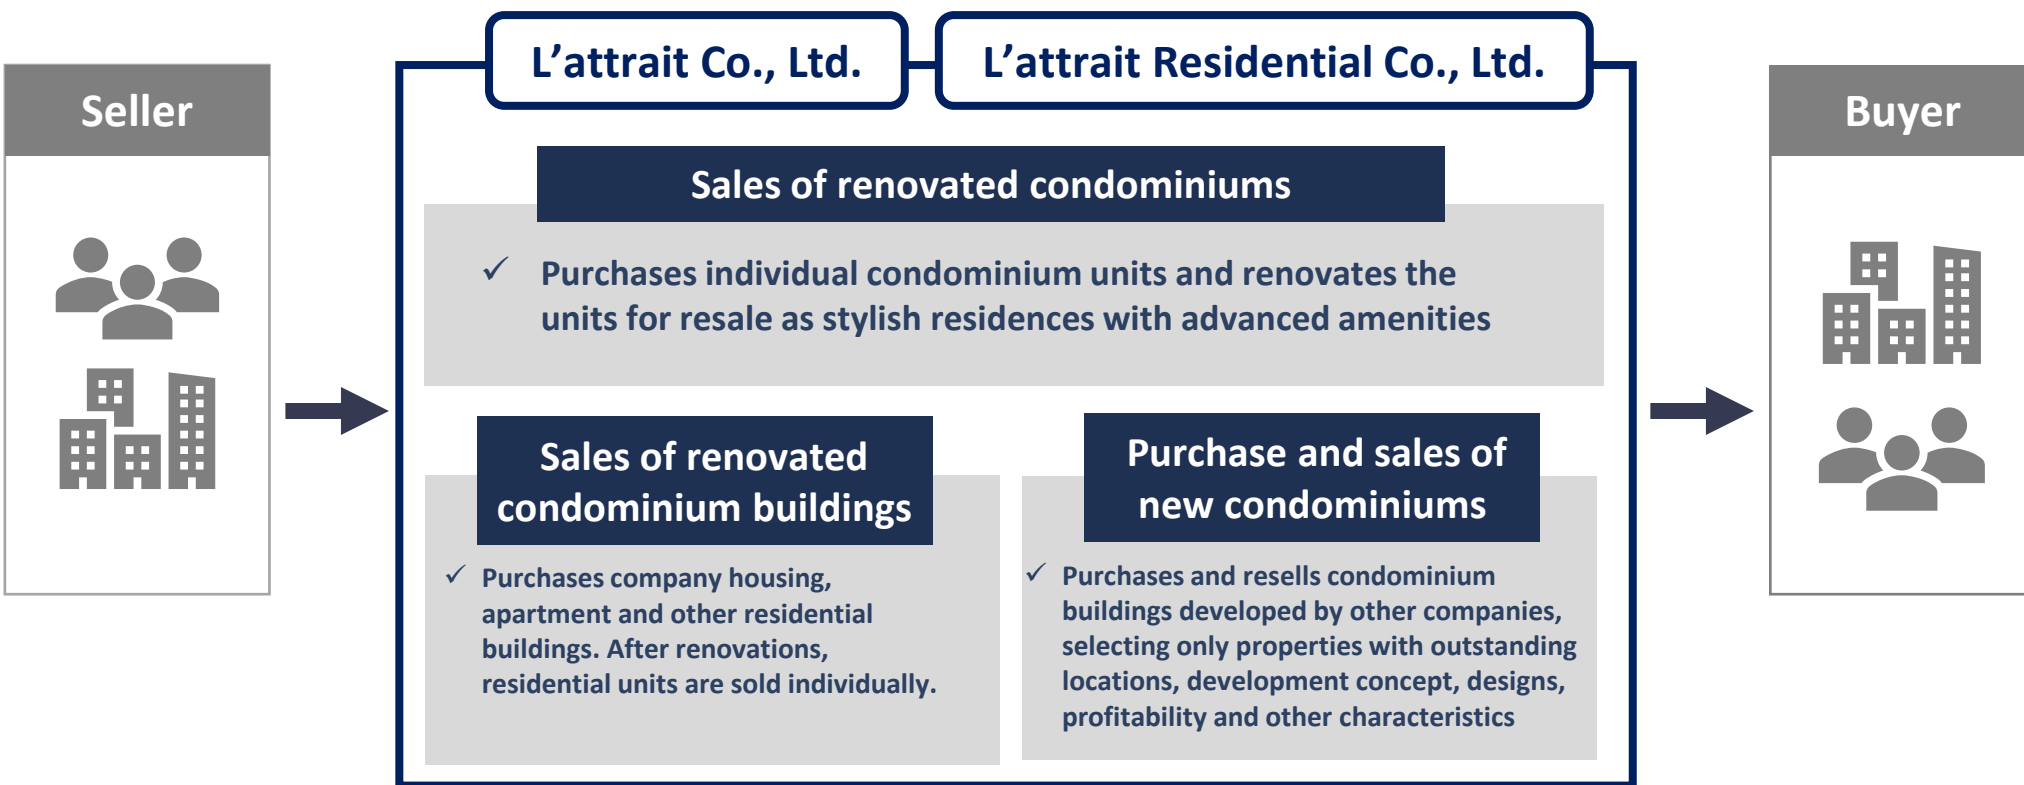 L’attrait Co., Ltd.
L’attrait Residential Co., Ltd.
Seller
Buyer
Sales of renovated condominiums
✓ Purchases individual condominium units and renovates the
units for resale as stylish residences with advanced amenities
Sales of renovated
condominium buildings
✓ Purchases company housing,
apartment and other residential
buildings. After renovations,
residential units are sold individually.
Purchase and sales of
new condominiums
✓ Purchases and resells condominium
buildings developed by other companies,
selecting only properties with outstanding
locations, development concept, designs,
profitability and other characteristics